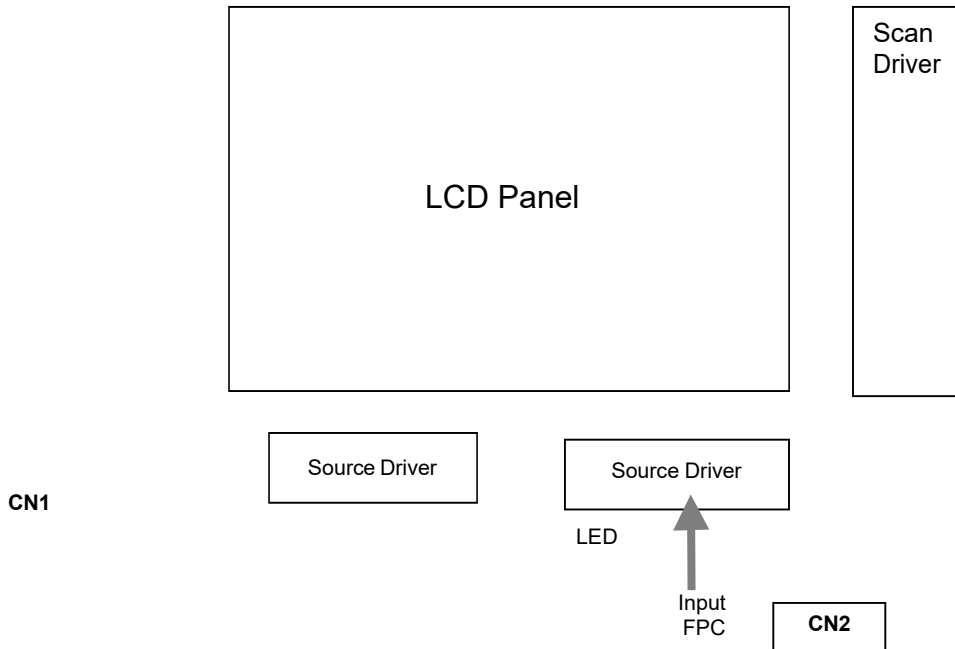 Scan
Driver
LCD Panel
Source Driver
Source Driver
CN1
LED
Input
FPC
CN2